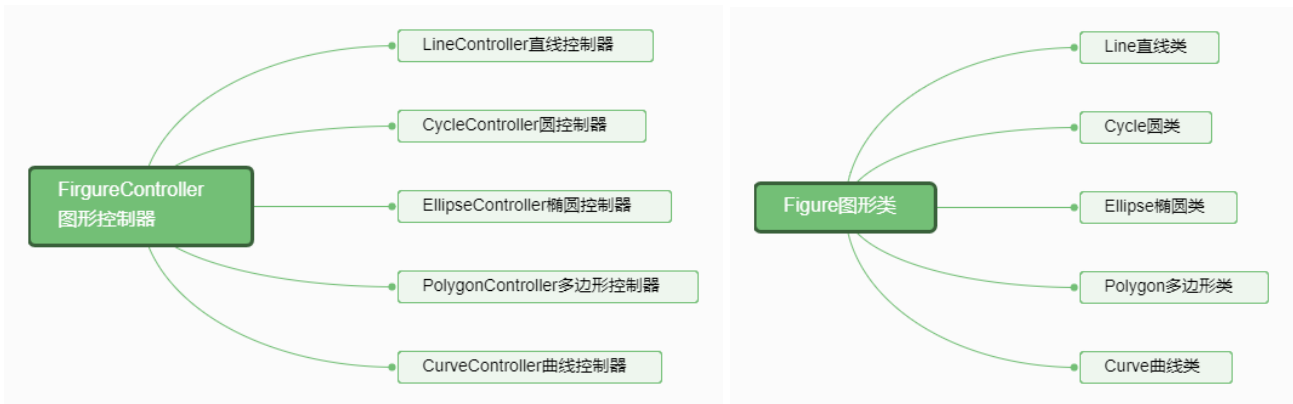 FirgureController
图形控制器
LineController直线控制器
CycleController圆控制器
EllipseController椭圆控制器
PolygonController多边形控制器
CurveController曲线控制器
Figure图形类
Line直线类
Cycle圆类
Ellipse椭圆类
Polygon多边形类
Curve曲线类